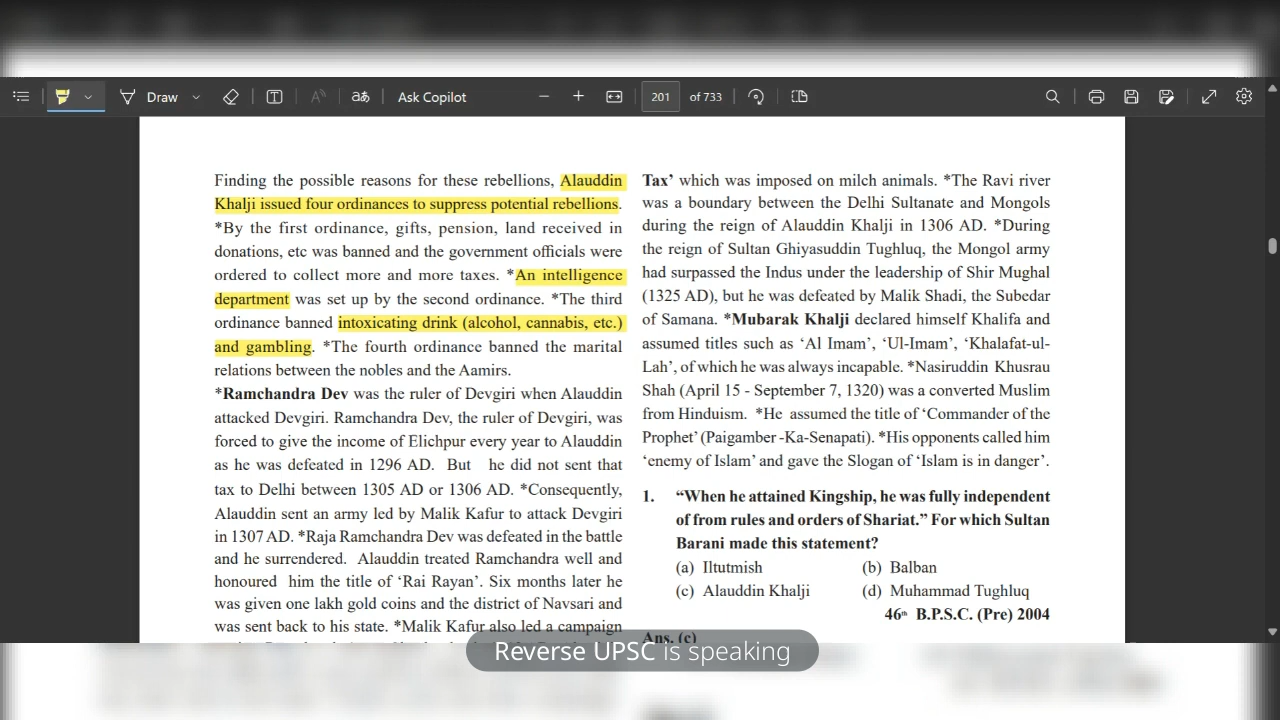 Draw
Ask Copilot
201 of 733
Finding the possible reasons for these rebellions, Alauddin
Khalji issued four ordinances to suppress potential rebellions.
*By the first ordinance, gifts, pension, land received in
donations, etc was banned and the government officials were
ordered to collect more and more taxes. *An intelligence
department was set up by the second ordinance. *The third
ordinance banned intoxicating drink (alcohol, cannabis, etc.)
and gambling. *The fourth ordinance banned the marital
relations between the nobles and the Aamirs.
*Ramchandra Dev was the ruler of Devgiri when Alauddin
attacked Devgiri. Ramchandra Dev, the ruler of Devgiri, was
forced to give the income of Elichpur every year to Alauddin
as he was defeated in 1296 AD. But he did not sent that
tax to Delhi between 1305 AD or 1306 AD. *Consequently,
Alauddin sent an army led by Malik Kafur to attack Devgiri
in 1307 AD. *Raja Ramchandra Dev was defeated in the battle
and he surrendered. Alauddin treated Ramchandra well and
honoured him the title of ‘Rai Rayan’. Six months later he
was given one lakh gold coins and the district of Navsari and
was sent back to his state. *Malik Kafur also led a campaign
Tax’ which was imposed on milch animals. *The Ravi river
was a boundary between the Delhi Sultanate and Mongols
during the reign of Alauddin Khalji in 1306 AD. *During
the reign of Sultan Ghiyasuddin Tughluq, the Mongol army
had surpassed the Indus under the leadership of Shir Mughal
(1325 AD), but he was defeated by Malik Shadi, the Subedar
of Samana. *Mubarak Khalji declared himself Khalifa and
assumed titles such as ‘Al Imam’, ‘Ul-Imam’, ‘Khalafat-ul-
Lah’, of which he was always incapable. *Nasiruddin Khusrau
Shah (April 15 - September 7, 1320) was a converted Muslim
from Hinduism. *He assumed the title of ‘Commander of the
Prophet’ (Paigamber -Ka-Senapati). *His opponents called him
‘enemy of Islam’ and gave the Slogan of ‘Islam is in danger’.
1. “When he attained Kingship, he was fully independent
of from rules and orders of Shariat.” For which Sultan
Barani made this statement?
(a) Iltutmish (b) Balban
(c) Alauddin Khalji (d) Muhammad Tughluq
46th B.P.S.C. (Pre) 2004
Ans. (c)
Reverse UPSC is speaking